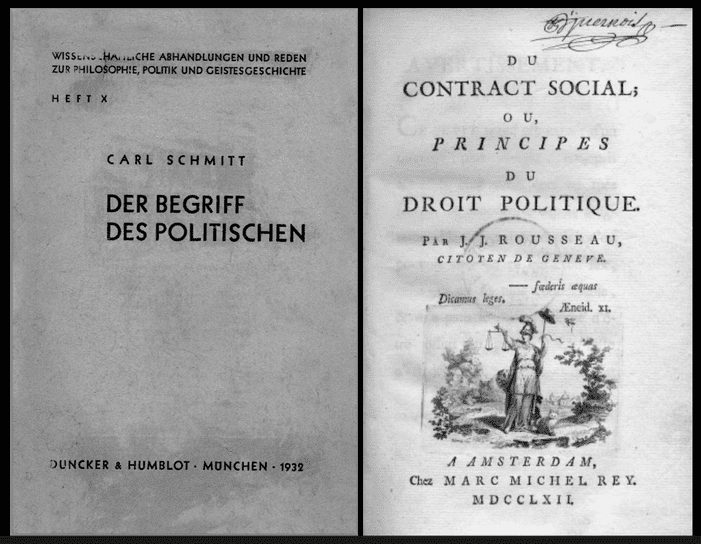 WISSENSCHAFTLICHE ABHANDLUNGEN UND REDEN
ZUR PHILOSOPHIE, POLITIK UND GEISTESGESCHICHTE
HEFT X
CARL SCHMITT
DER BEGRIFF
DES POLITISCHEN
DUNCKER & HUMBLOT · MÜNCHEN · 1932
DU
CONTRACT SOCIAL;
OU,
PRINCIPES
DU
DROIT POLITIQUE.
PAR J. J. ROUSSEAU,
CITOYEN DE GENEVE.
— fœderis æquas
Dicamus leges. Æneid. XI.
A AMSTERDAM,
Chez MARC MICHEL REY.
MDCCLXII.